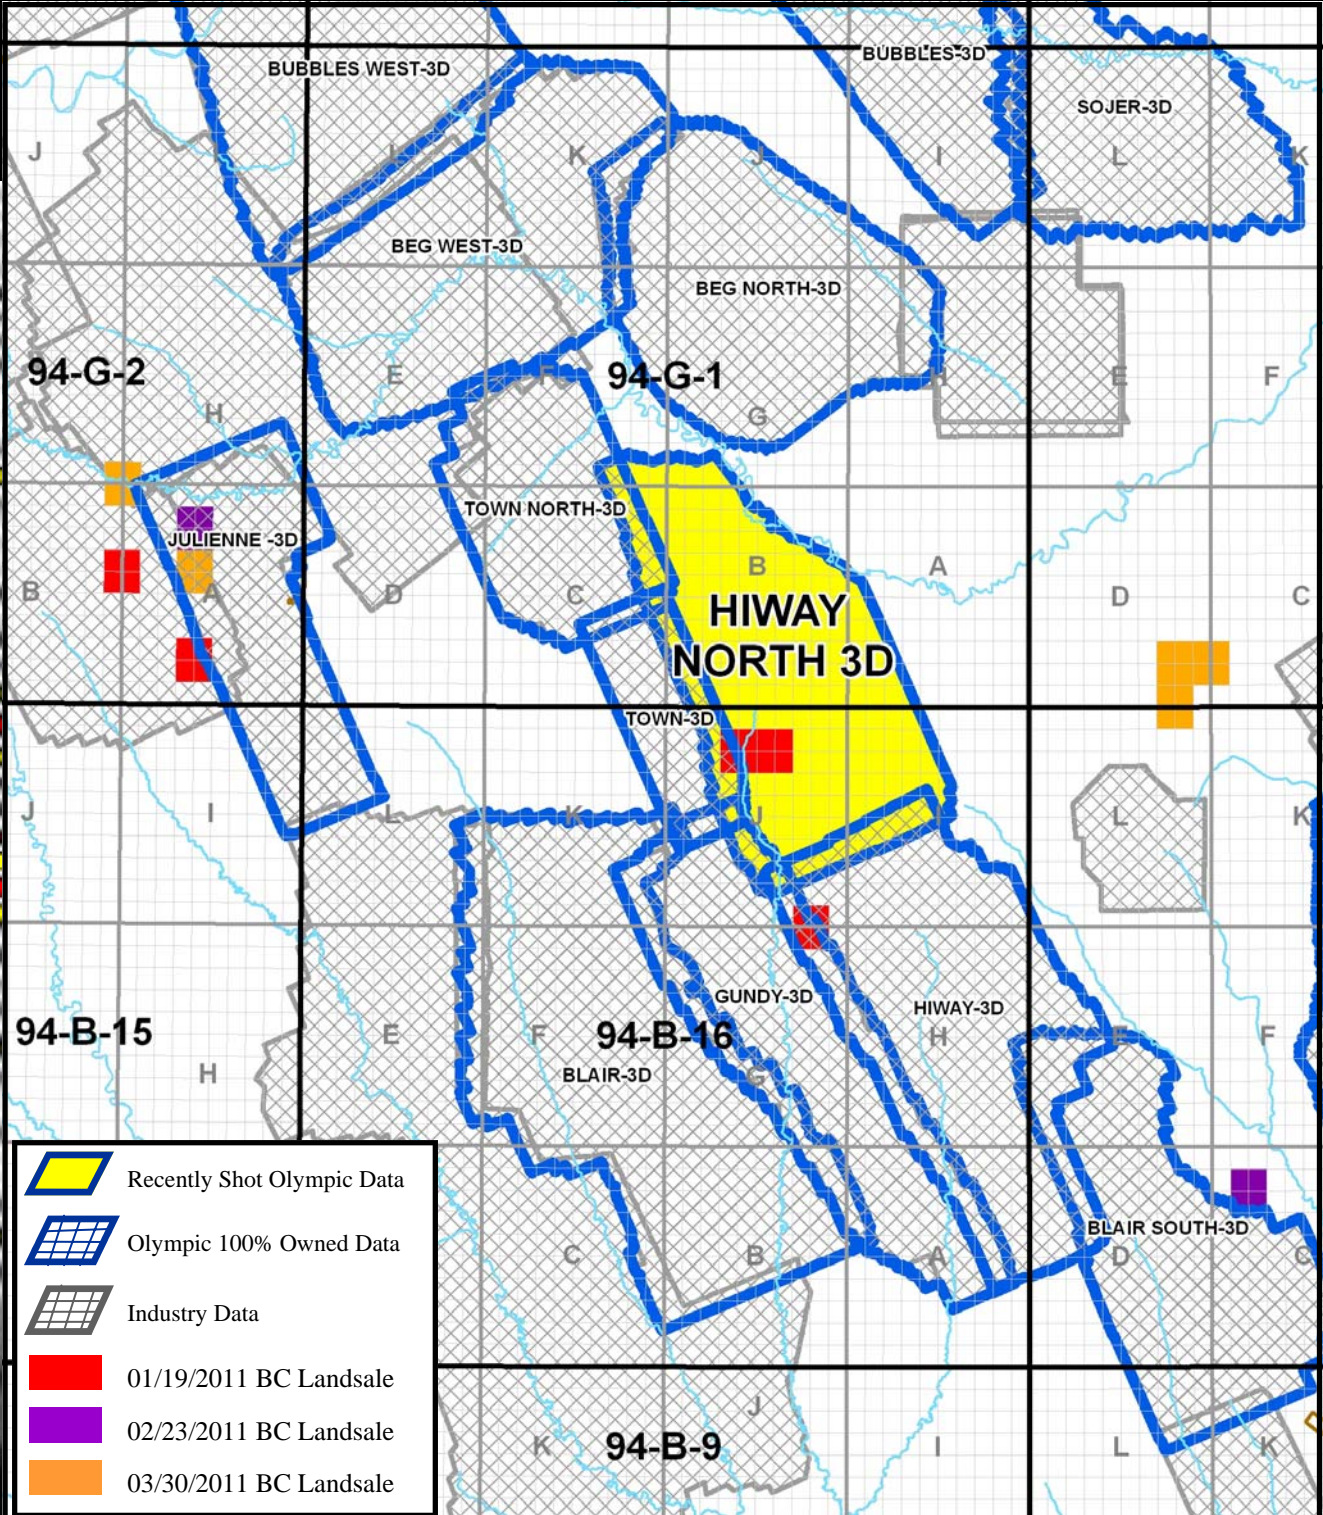 BUBBLES WEST-3D
BUBBLES-3D
SOJER-3D
J
L
K
J
I
L
K
BEG WEST-3D
BEG NORTH-3D
94-G-2
94-G-1
E
F
H
E
F
H
G
TOWN NORTH-3D
JULIENNE -3D
B
A
D
C
B
A
D
C
HIWAY
NORTH 3D
TOWN-3D
J
I
L
K
J
I
L
K
GUNDY-3D
HIWAY-3D
94-B-15
94-B-16
E
F
H
E
F
H
BLAIR-3D
G
BLAIR SOUTH-3D
C
B
A
D
C
J
K
94-B-9
I
L
K
Recently Shot Olympic Data
Olympic 100% Owned Data
Industry Data
01/19/2011 BC Landsale
02/23/2011 BC Landsale
03/30/2011 BC Landsale